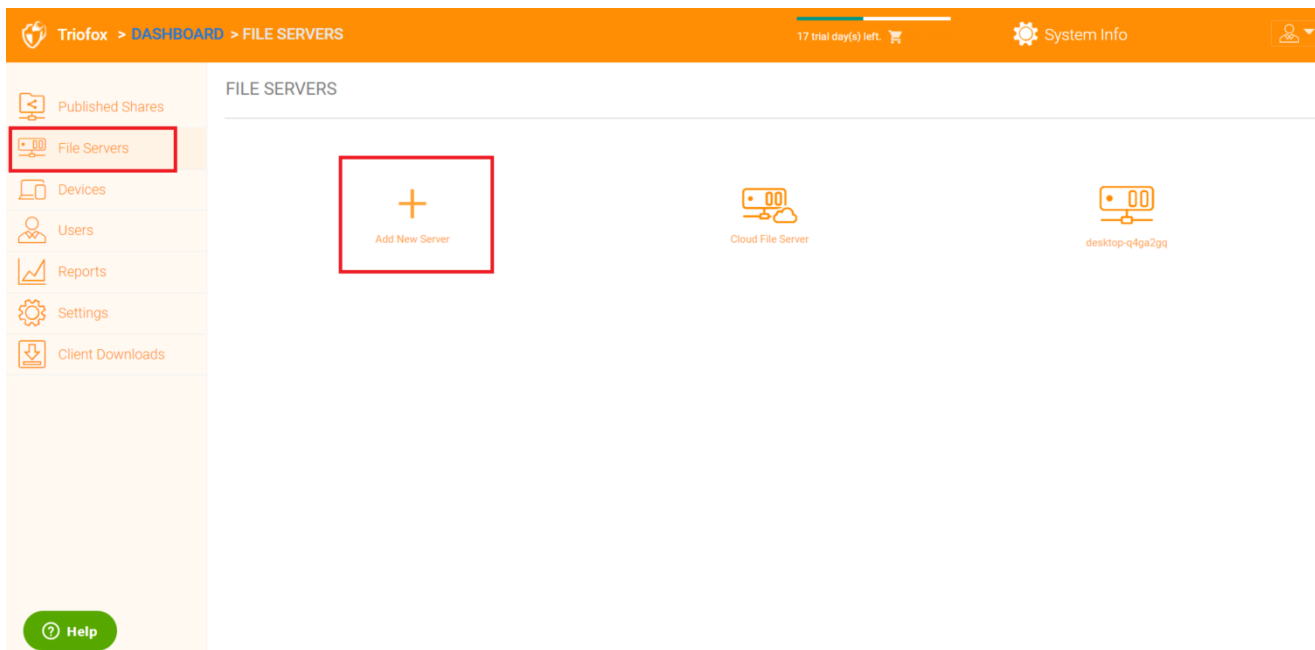 Triofox > DASHBOARD > FILE SERVERS
17 trial day(s) left.
System Info
Published Shares
File Servers
Devices
Users
Reports
Settings
Client Downloads
FILE SERVERS
Add New Server
Cloud File Server
desktop-q4ga2gq
Help